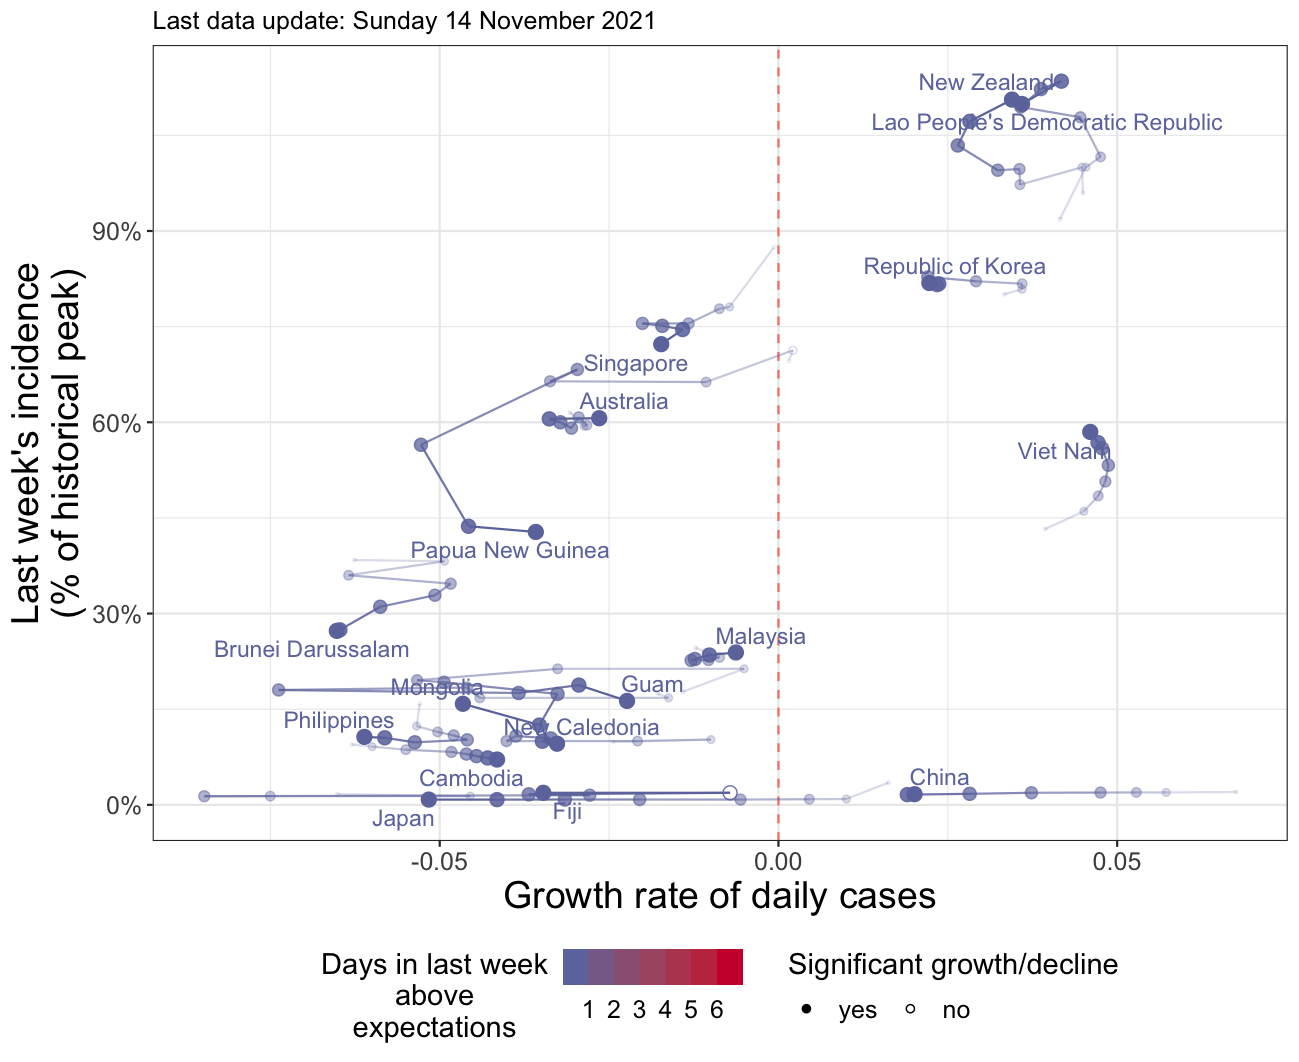 Last data update: Sunday 14 November 2021
New Zealand
Lao People's Democratic Republic
90%
Republic of Korea
Singapore
Australia
60%
Viet Nam
Papua New Guinea
30%
Brunei Darussalam
Malaysia
Mongolia
Guam
Philippines
New Caledonia
Cambodia
China
0%
Japan
Fiji
Last week's incidence
(% of historical peak)
-0.05
0.00
0.05
Growth rate of daily cases
Days in last week
above
expectations
1 2 3 4 5 6
Significant growth/decline
yes
no